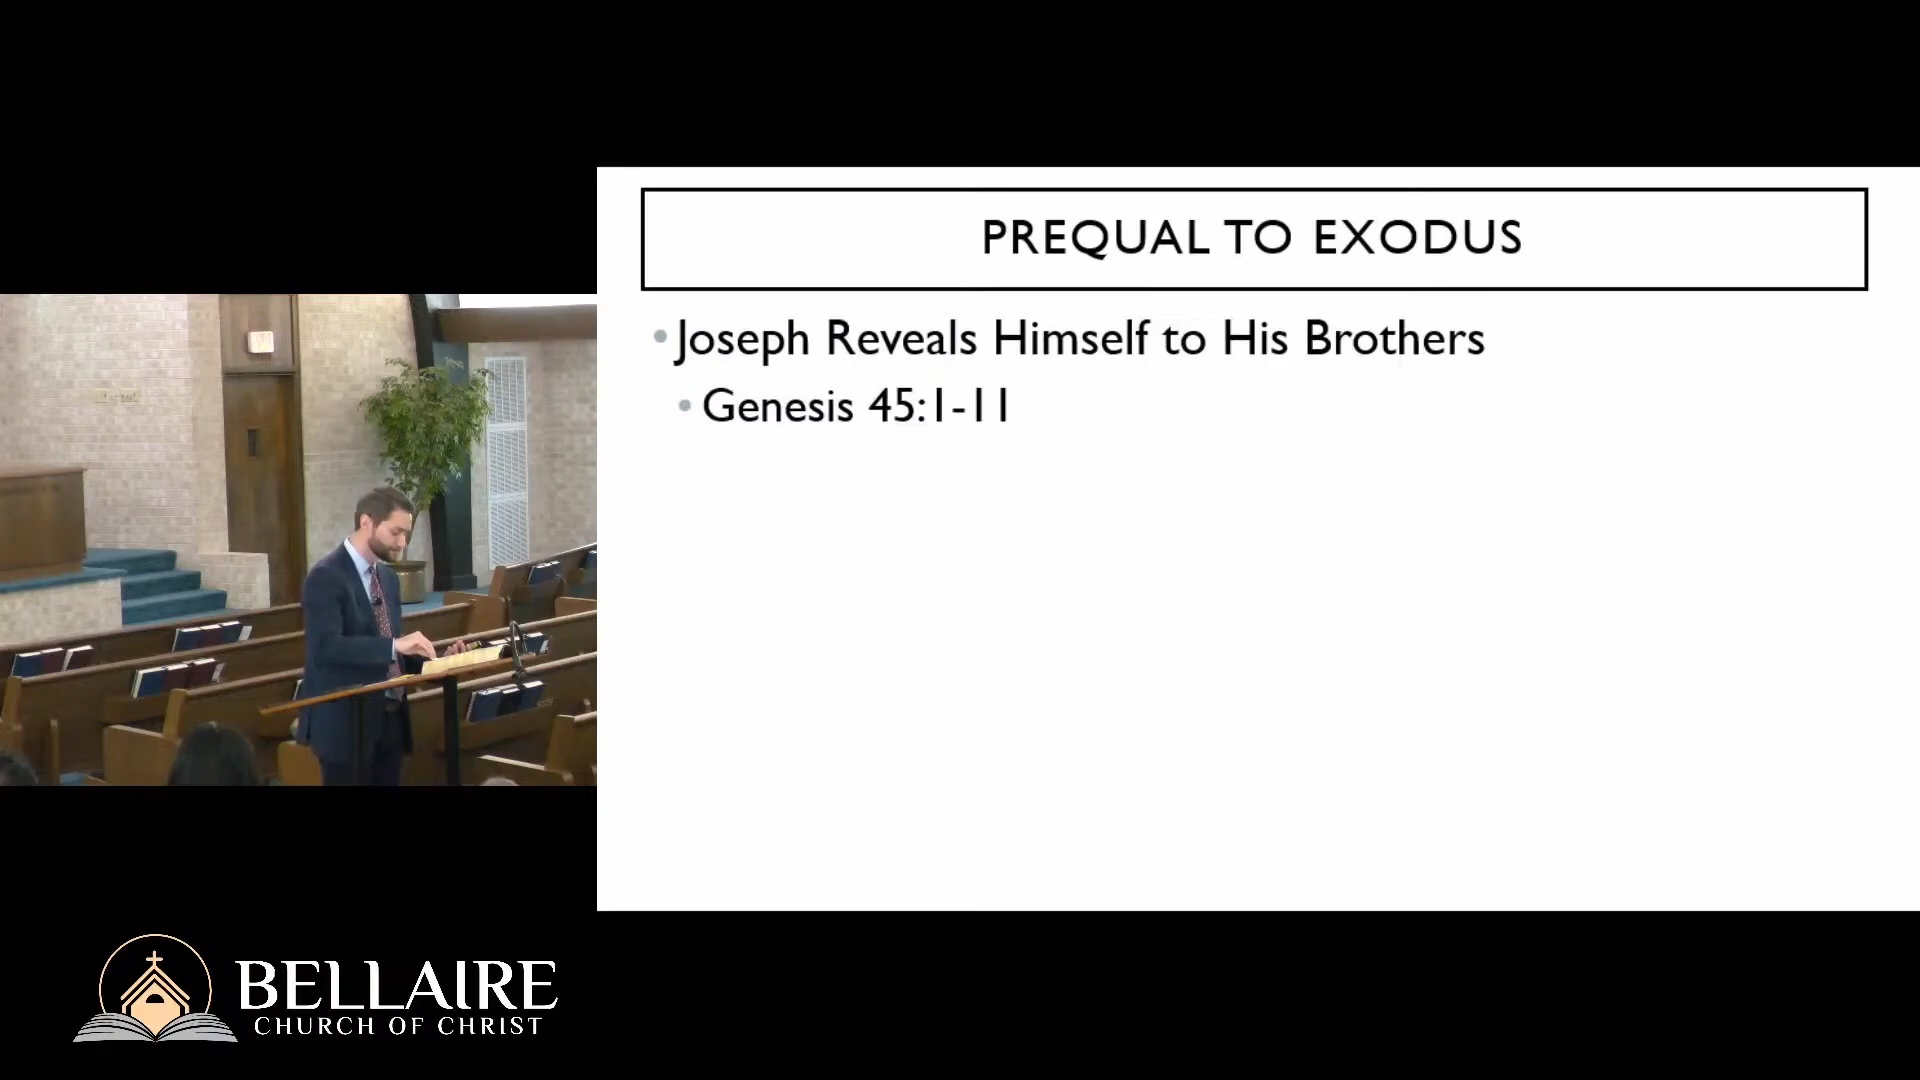 PREQUAL TO EXODUS
Joseph Reveals Himself to His Brothers
Genesis 45:1-11
BELLAIRE
CHURCH OF CHRIST